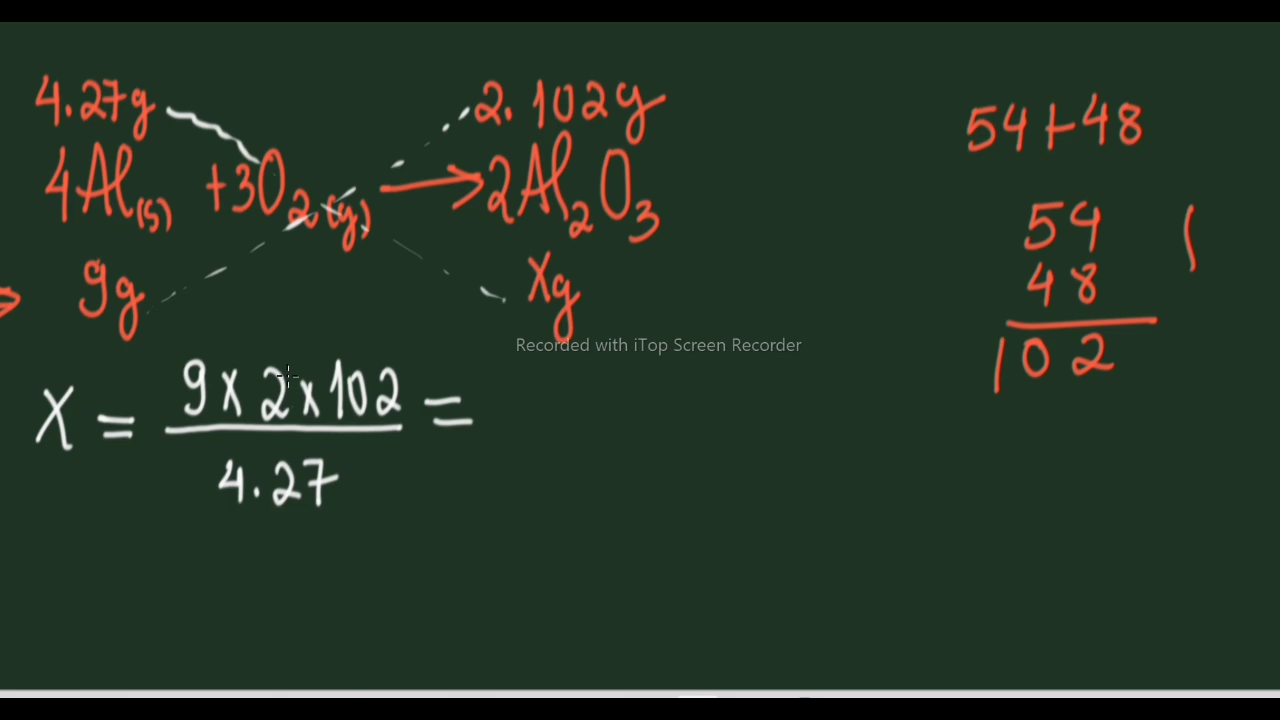 4.27g 2.102g
4Al(s) +3O2(g) → 2Al2O3
9g xg
X = 9 x 2 x 102 / 4.27 =
54+48
54
48
102
Recorded with iTop Screen Recorder